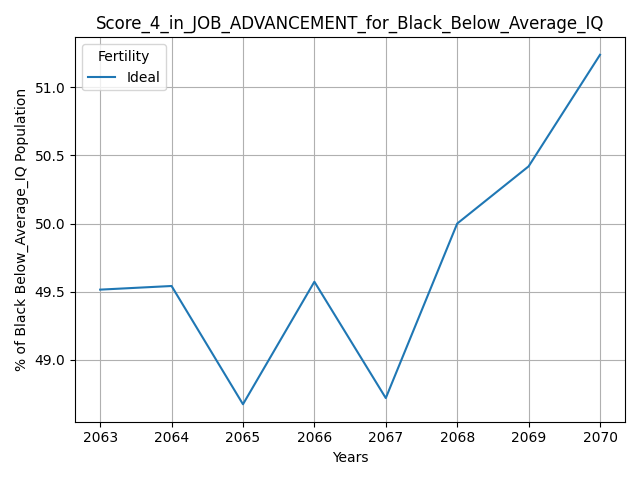 Score_4_in_JOB_ADVANCEMENT_for_Black_Below_Average_IQ
Fertility
Ideal
% of Black Below_Average_IQ Population
51.0
50.5
50.0
49.5
49.0
2063 2064 2065 2066 2067 2068 2069 2070
Years